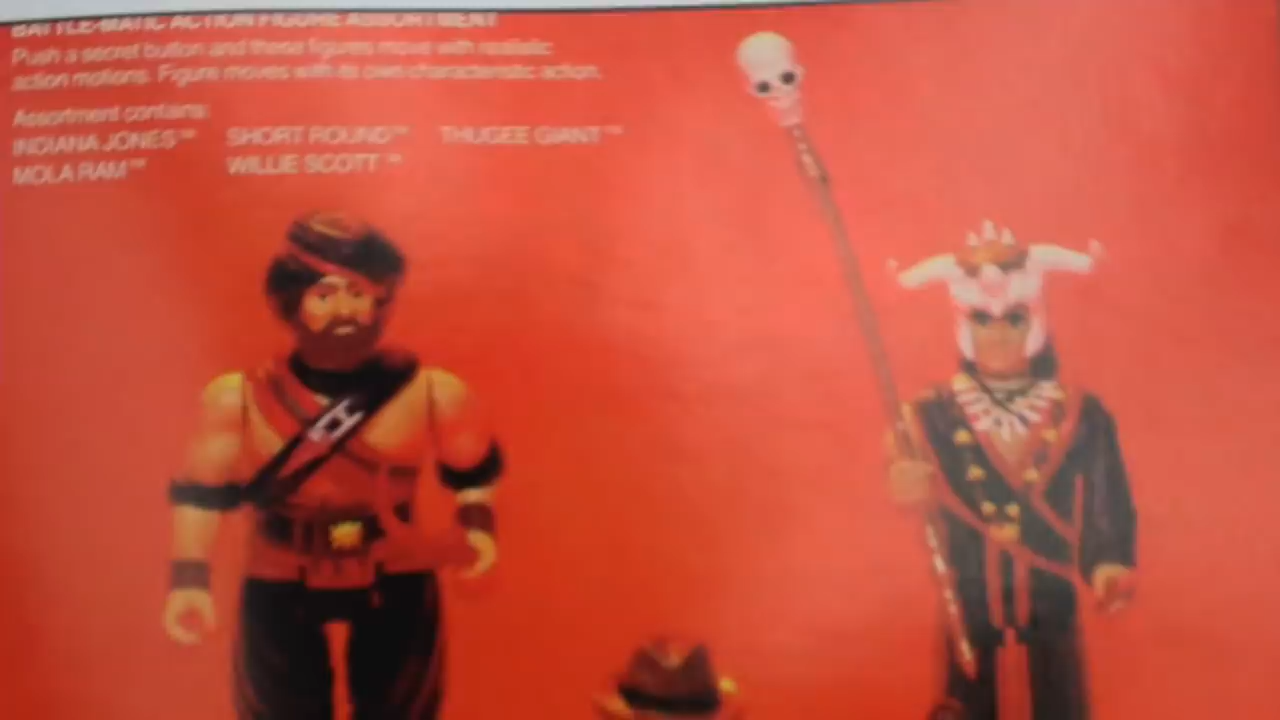 BATTLE-MATIC ACTION FIGURE ASSORTMENT
Push a secret button and these figures move with realistic
action motions. Figure moves with its own characteristic action.
Assortment contains:
INDIANA JONES™ SHORT ROUND™ THUGEE GIANT™
MOLA RAM™ WILLIE SCOTT™